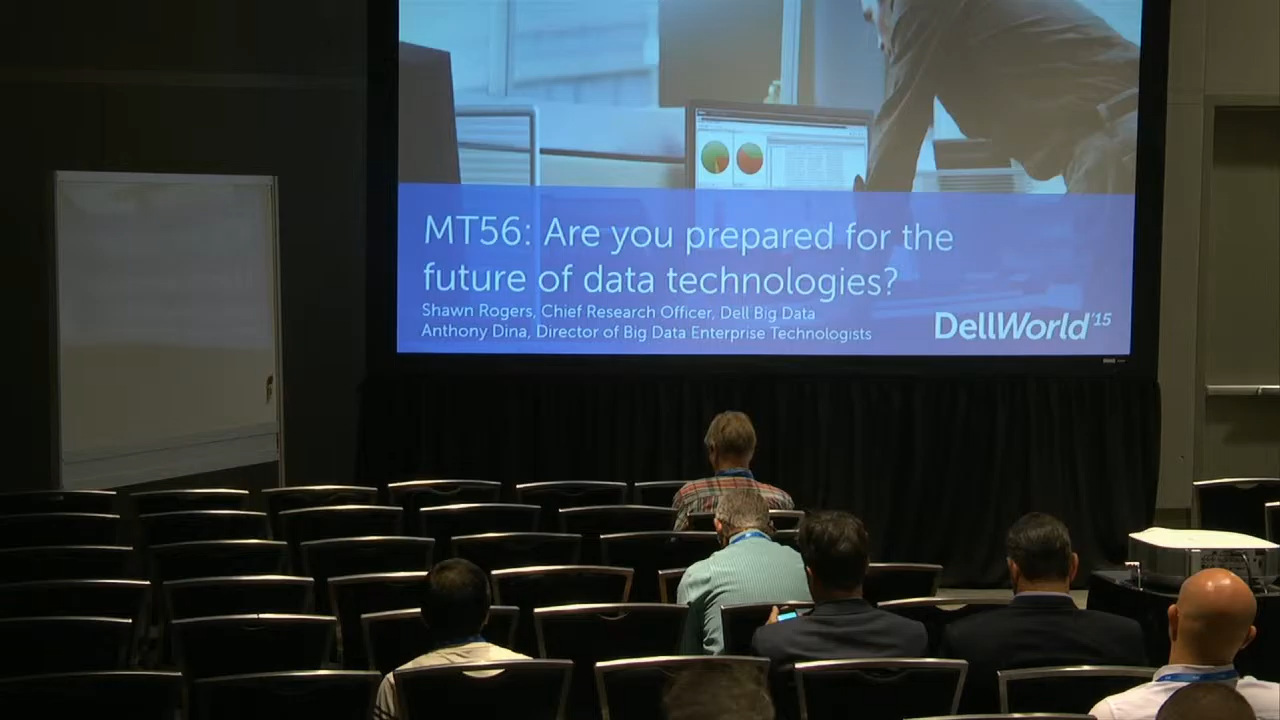 MT56: Are you prepared for the
future of data technologies?
Shawn Rogers, Chief Research Officer, Dell Big Data
Anthony Dina, Director of Big Data Enterprise Technologists
DellWorld'15